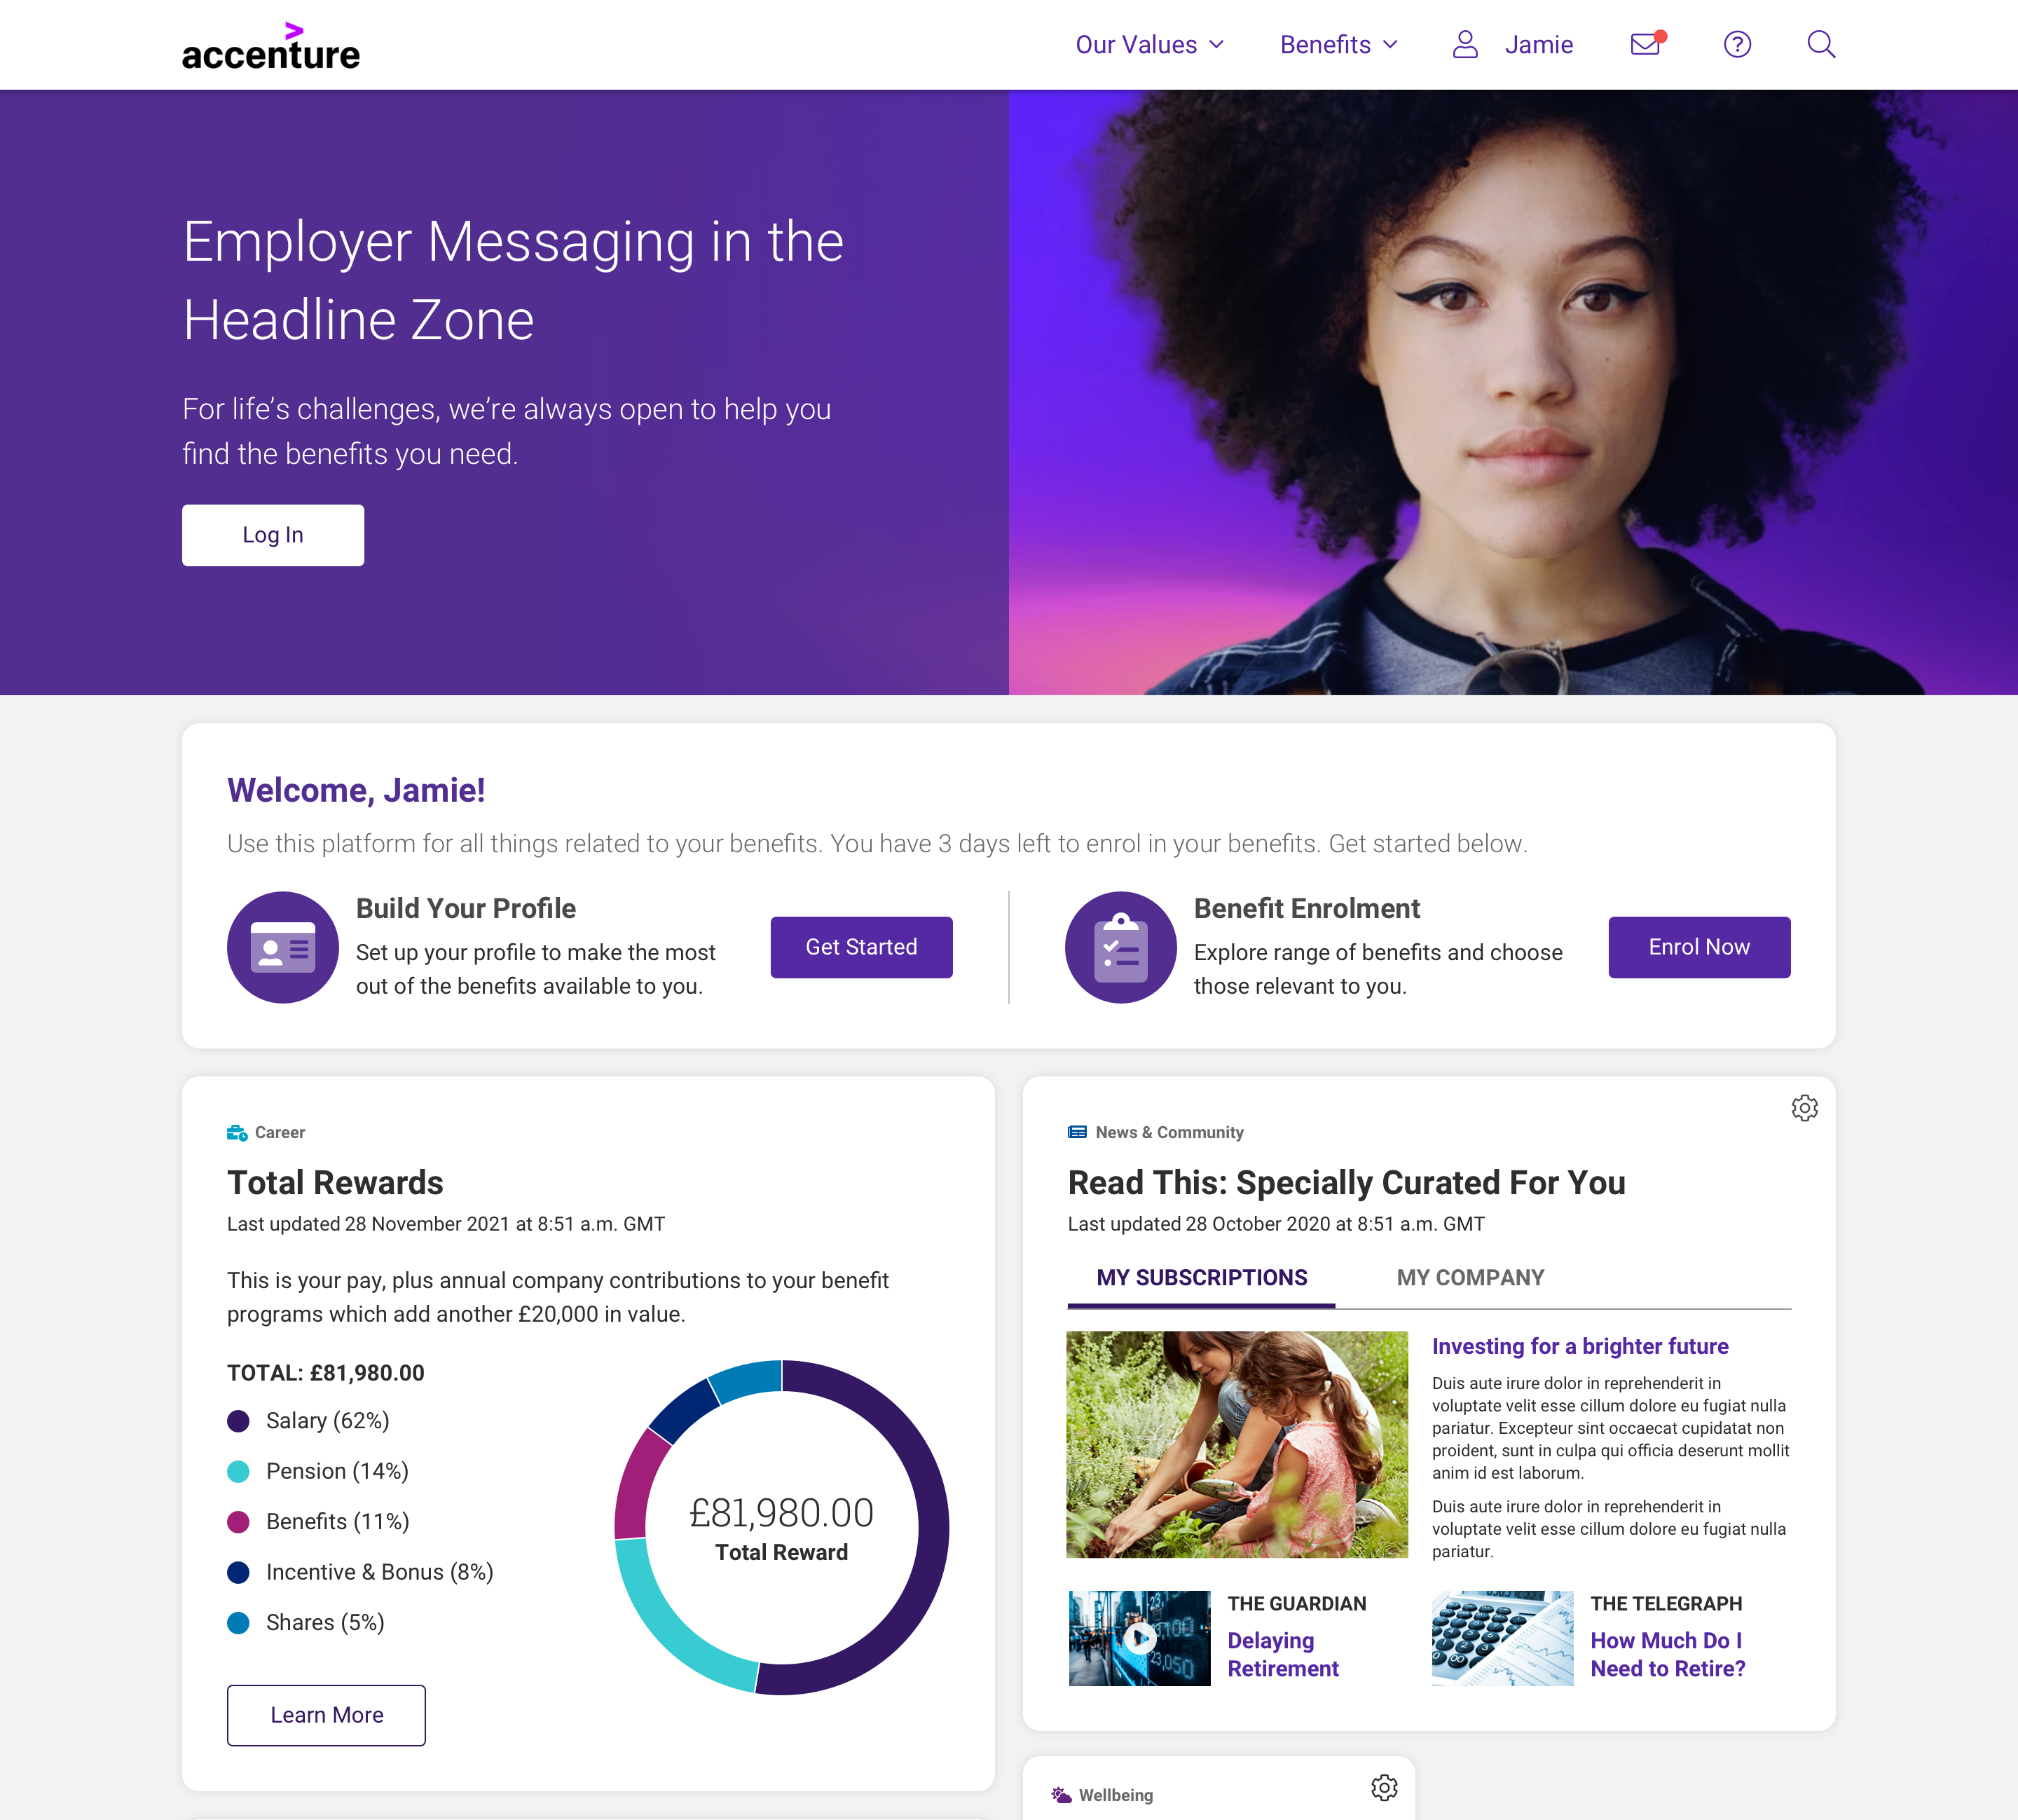 accenture
Our Values
Benefits
Jamie
Employer Messaging in the
Headline Zone
For life’s challenges, we’re always open to help you
find the benefits you need.
Log In
Welcome, Jamie!
Use this platform for all things related to your benefits. You have 3 days left to enrol in your benefits. Get started below.
Build Your Profile
Set up your profile to make the most
out of the benefits available to you.
Get Started
Benefit Enrolment
Explore range of benefits and choose
those relevant to you.
Enrol Now
Career
Total Rewards
Last updated 28 November 2021 at 8:51 a.m. GMT
This is your pay, plus annual company contributions to your benefit
programs which add another £20,000 in value.
TOTAL: £81,980.00
Salary (62%)
Pension (14%)
Benefits (11%)
Incentive & Bonus (8%)
Shares (5%)
£81,980.00
Total Reward
Learn More
News & Community
Read This: Specially Curated For You
Last updated 28 October 2020 at 8:51 a.m. GMT
MY SUBSCRIPTIONS
MY COMPANY
Investing for a brighter future
Duis aute irure dolor in reprehenderit in
voluptate velit esse cillum dolore eu fugiat nulla
pariatur. Excepteur sint occaecat cupidatat non
proident, sunt in culpa qui officia deserunt mollit
anim id est laborum.
Duis aute irure dolor in reprehenderit in
voluptate velit esse cillum dolore eu fugiat nulla
pariatur.
THE GUARDIAN
Delaying
Retirement
THE TELEGRAPH
How Much Do I
Need to Retire?
Wellbeing